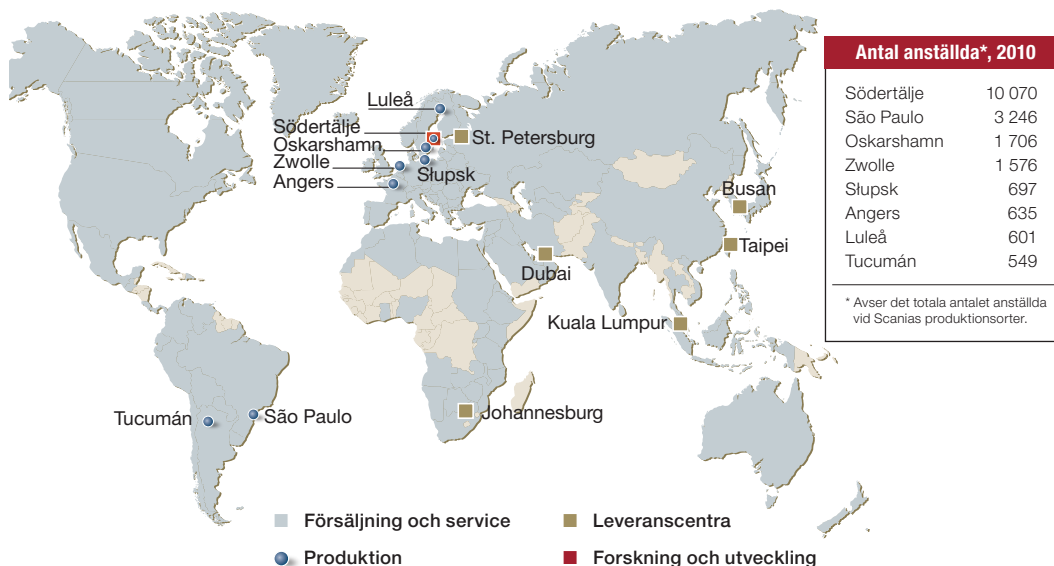 Luleå
Södertälje
Oskarshamn
Zwolle
Angers
St. Petersburg
Słupsk
Busan
Taipei
Dubai
Kuala Lumpur
Johannesburg
Tucumán
São Paulo
Försäljning och service
Produktion
Leveranscentra
Forskning och utveckling
Antal anställda*, 2010
Södertälje 10 070
São Paulo 3 246
Oskarshamn 1 706
Zwolle 1 576
Słupsk 697
Angers 635
Luleå 601
Tucumán 549
* Avser det totala antalet anställda
vid Scanias produktionsorter.